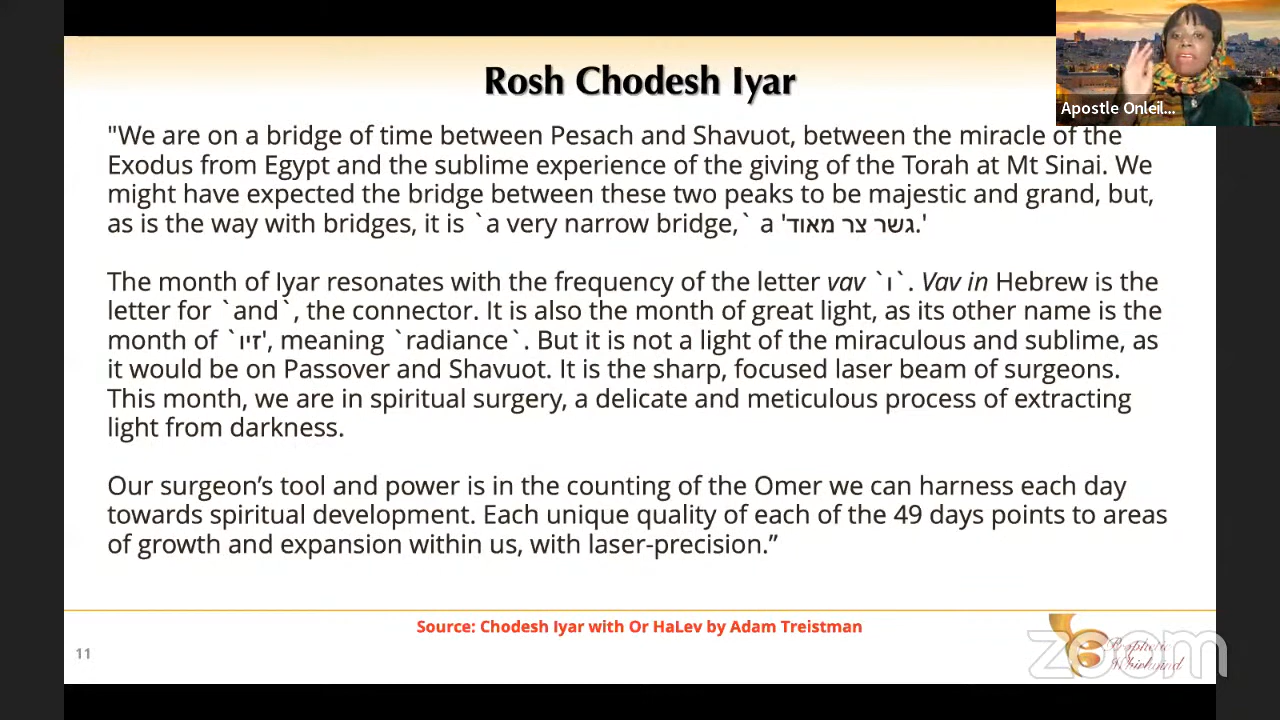 Rosh Chodesh Iyar
Apostle Onleil...
"We are on a bridge of time between Pesach and Shavuot, between the miracle of the
Exodus from Egypt and the sublime experience of the giving of the Torah at Mt Sinai. We
might have expected the bridge between these two peaks to be majestic and grand, but,
as is the way with bridges, it is `a very narrow bridge,` a 'גשר צר מאוד.'
The month of Iyar resonates with the frequency of the letter vav `ו`. Vav in Hebrew is the
letter for `and`, the connector. It is also the month of great light, as its other name is the
month of `זיו', meaning `radiance`. But it is not a light of the miraculous and sublime, as
it would be on Passover and Shavuot. It is the sharp, focused laser beam of surgeons.
This month, we are in spiritual surgery, a delicate and meticulous process of extracting
light from darkness.
Our surgeon’s tool and power is in the counting of the Omer we can harness each day
towards spiritual development. Each unique quality of each of the 49 days points to areas
of growth and expansion within us, with laser-precision.”
Source: Chodesh Iyar with Or HaLev by Adam Treistman
11
zoom
Prophetic
Whirlwind